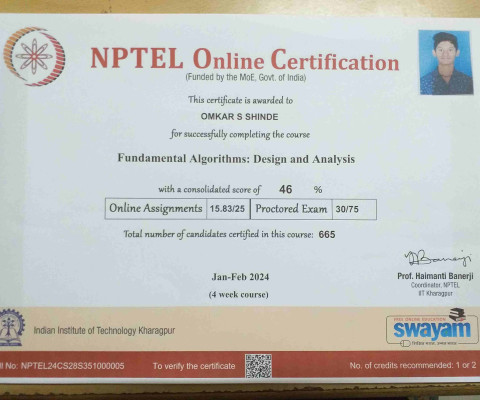 NPTEL Online Certification
(Funded by the MoE, Govt. of India)
This certificate is awarded to
OMKAR S SHINDE
for successfully completing the course
Fundamental Algorithms: Design and Analysis
with a consolidated score of 46 %
Online Assignments 15.83/25 Proctored Exam 30/75
Total number of candidates certified in this course: 665
Jan-Feb 2024
(4 week course)
Prof. Haimanti Banerji
Coordinator, NPTEL
IIT Kharagpur
Indian Institute of Technology Kharagpur
FREE ONLINE EDUCATION
swayam
ll No: NPTEL24CS28S351000005 To verify the certificate No. of credits recommended: 1 or 2